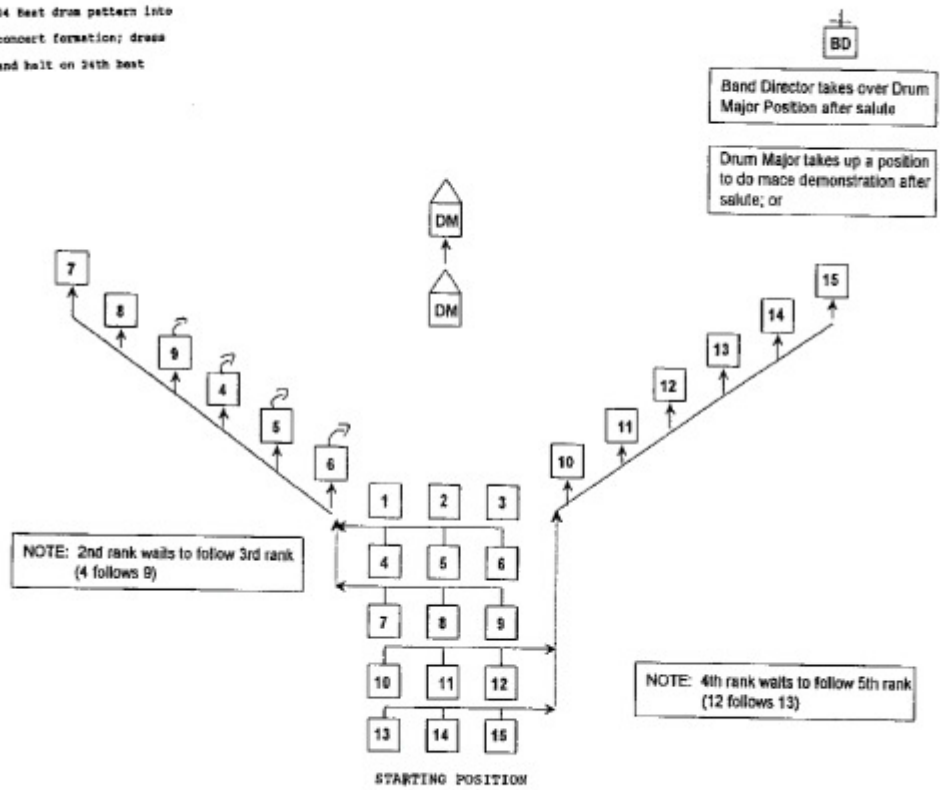 24 Beat drum pattern into
concert formation; dress
and halt on 24th beat
BD
Band Director takes over Drum
Major Position after salute
Drum Major takes up a position
to do mace demonstration after
salute; or
DM
DM
7
8
9
4
5
6
15
14
13
12
11
10
1 2 3
4 5 6
7 8 9
10 11 12
13 14 15
NOTE: 2nd rank waits to follow 3rd rank
(4 follows 9)
NOTE: 4th rank waits to follow 5th rank
(12 follows 13)
STARTING POSITION